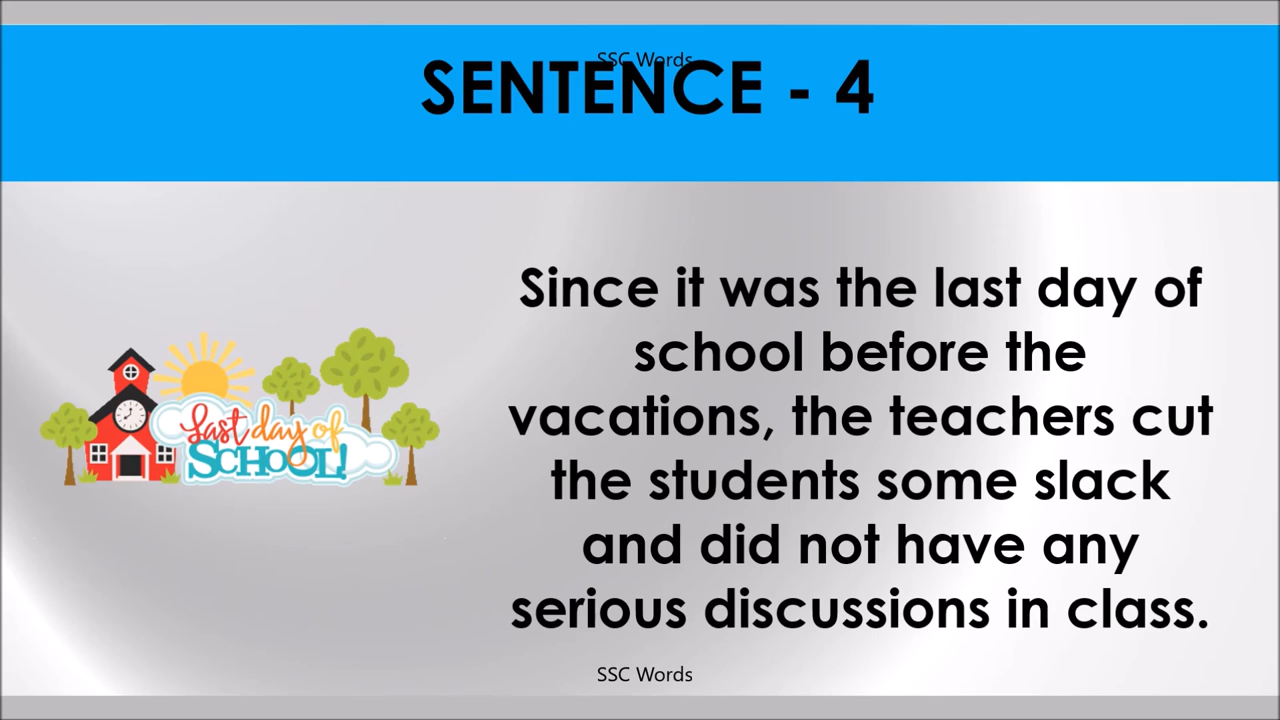 SSC Words
SENTENCE - 4
Since it was the last day of
school before the
vacations, the teachers cut
the students some slack
and did not have any
serious discussions in class.
Last day of
SCHOOL!
SSC Words